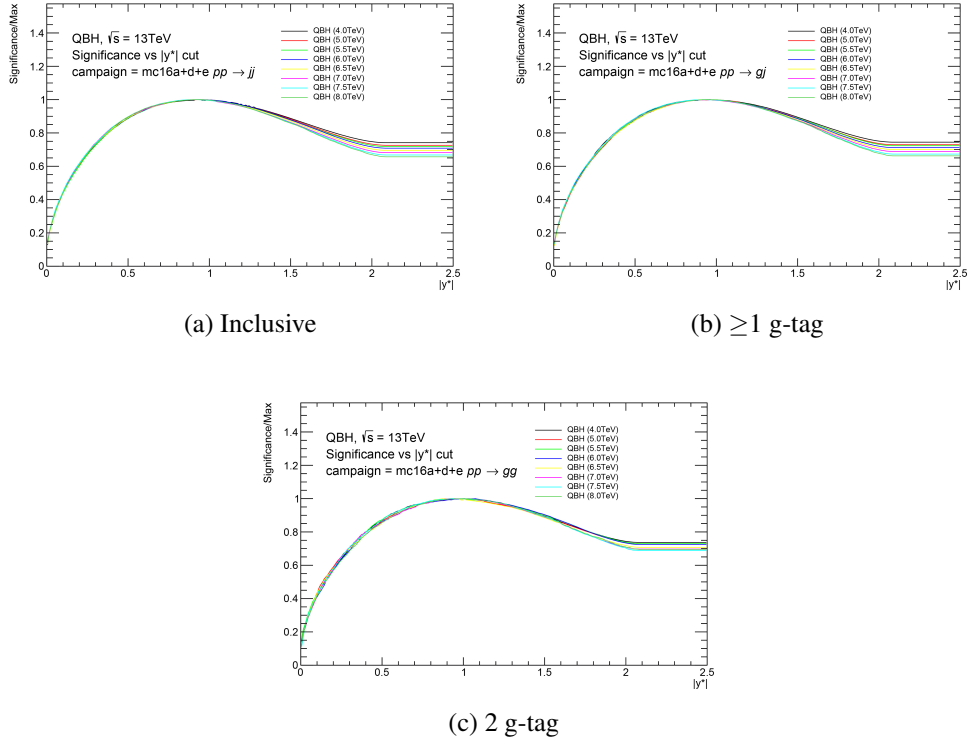 Significance/Max
1.4
1.2
1
0.8
0.6
0.4
0.2
0
QBH, √s = 13TeV
Significance vs |y*| cut
campaign = mc16a+d+e pp → jj
QBH (4.0TeV)
QBH (5.0TeV)
QBH (5.5TeV)
QBH (6.0TeV)
QBH (6.5TeV)
QBH (7.0TeV)
QBH (7.5TeV)
QBH (8.0TeV)
0 0.5 1 1.5 2 2.5
|y*|
(a) Inclusive
Significance/Max
1.4
1.2
1
0.8
0.6
0.4
0.2
0
QBH, √s = 13TeV
Significance vs |y*| cut
campaign = mc16a+d+e pp → gj
QBH (4.0TeV)
QBH (5.0TeV)
QBH (5.5TeV)
QBH (6.0TeV)
QBH (6.5TeV)
QBH (7.0TeV)
QBH (7.5TeV)
QBH (8.0TeV)
0 0.5 1 1.5 2 2.5
|y*|
(b) ≥1 g-tag
Significance/Max
1.4
1.2
1
0.8
0.6
0.4
0.2
0
QBH, √s = 13TeV
Significance vs |y*| cut
campaign = mc16a+d+e pp → gg
QBH (4.0TeV)
QBH (5.0TeV)
QBH (5.5TeV)
QBH (6.0TeV)
QBH (6.5TeV)
QBH (7.0TeV)
QBH (7.5TeV)
QBH (8.0TeV)
0 0.5 1 1.5 2 2.5
|y*|
(c) 2 g-tag